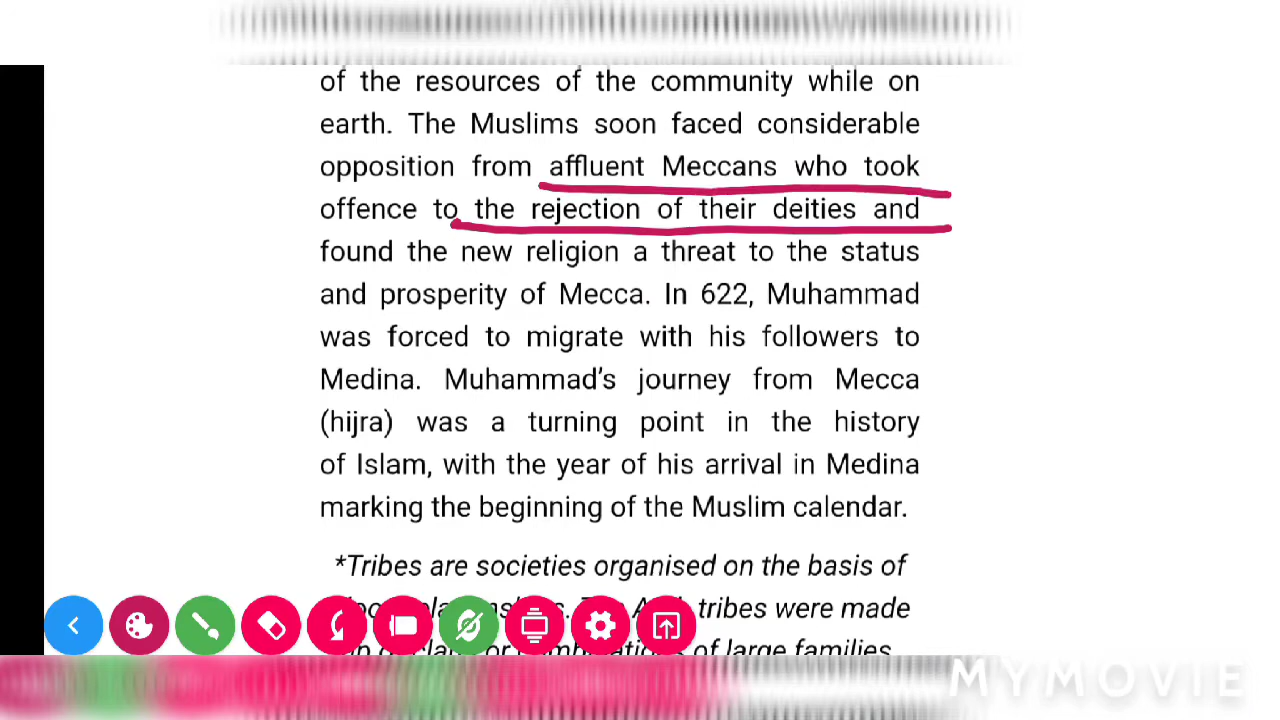 of the resources of the community while on
earth. The Muslims soon faced considerable
opposition from affluent Meccans who took
offence to the rejection of their deities and
found the new religion a threat to the status
and prosperity of Mecca. In 622, Muhammad
was forced to migrate with his followers to
Medina. Muhammad's journey from Mecca
(hijra) was a turning point in the history
of Islam, with the year of his arrival in Medina
marking the beginning of the Muslim calendar.
*Tribes are societies organised on the basis of
tribes were made
of large families
MYMOVIE